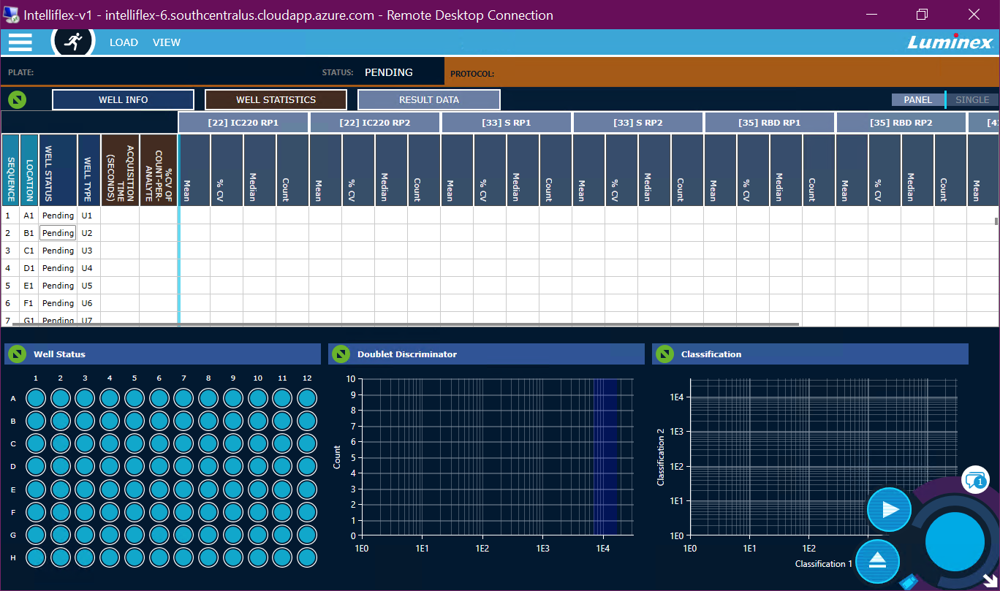 Intelliflex-v1 - intelliflex-6.southcentralus.cloudapp.azure.com - Remote Desktop Connection
LOAD VIEW Luminex
PLATE: STATUS: PENDING PROTOCOL:
WELL INFO WELL STATISTICS RESULT DATA PANEL SINGLE
[22] IC220 RP1 [22] IC220 RP2 [33] S RP1 [33] S RP2 [35] RBD RP1 [35] RBD RP2
SEQUENCE LOCATION WELL STATUS WELL TYPE ACQUISITION TIME (SECONDS) %CV OF COUNT-PER-ANALYTE Mean % CV Median Count Mean % CV Median Count Mean % CV Median Count Mean % CV Median Count Mean % CV Median Count Mean % CV Median Count Mean
1 A1 Pending U1
2 B1 Pending U2
3 C1 Pending U3
4 D1 Pending U4
5 E1 Pending U5
6 F1 Pending U6
7 G1 Pending U7
Well Status
1 2 3 4 5 6 7 8 9 10 11 12
A
B
C
D
E
F
G
H
Doublet Discriminator
Count
10
9
8
7
6
5
4
3
2
1
0
1E0 1E1 1E2 1E3 1E4
Classification
Classification 2
1E4
1E3
1E2
1E1
1E0
1E0 1E1 1E2
Classification 1
1